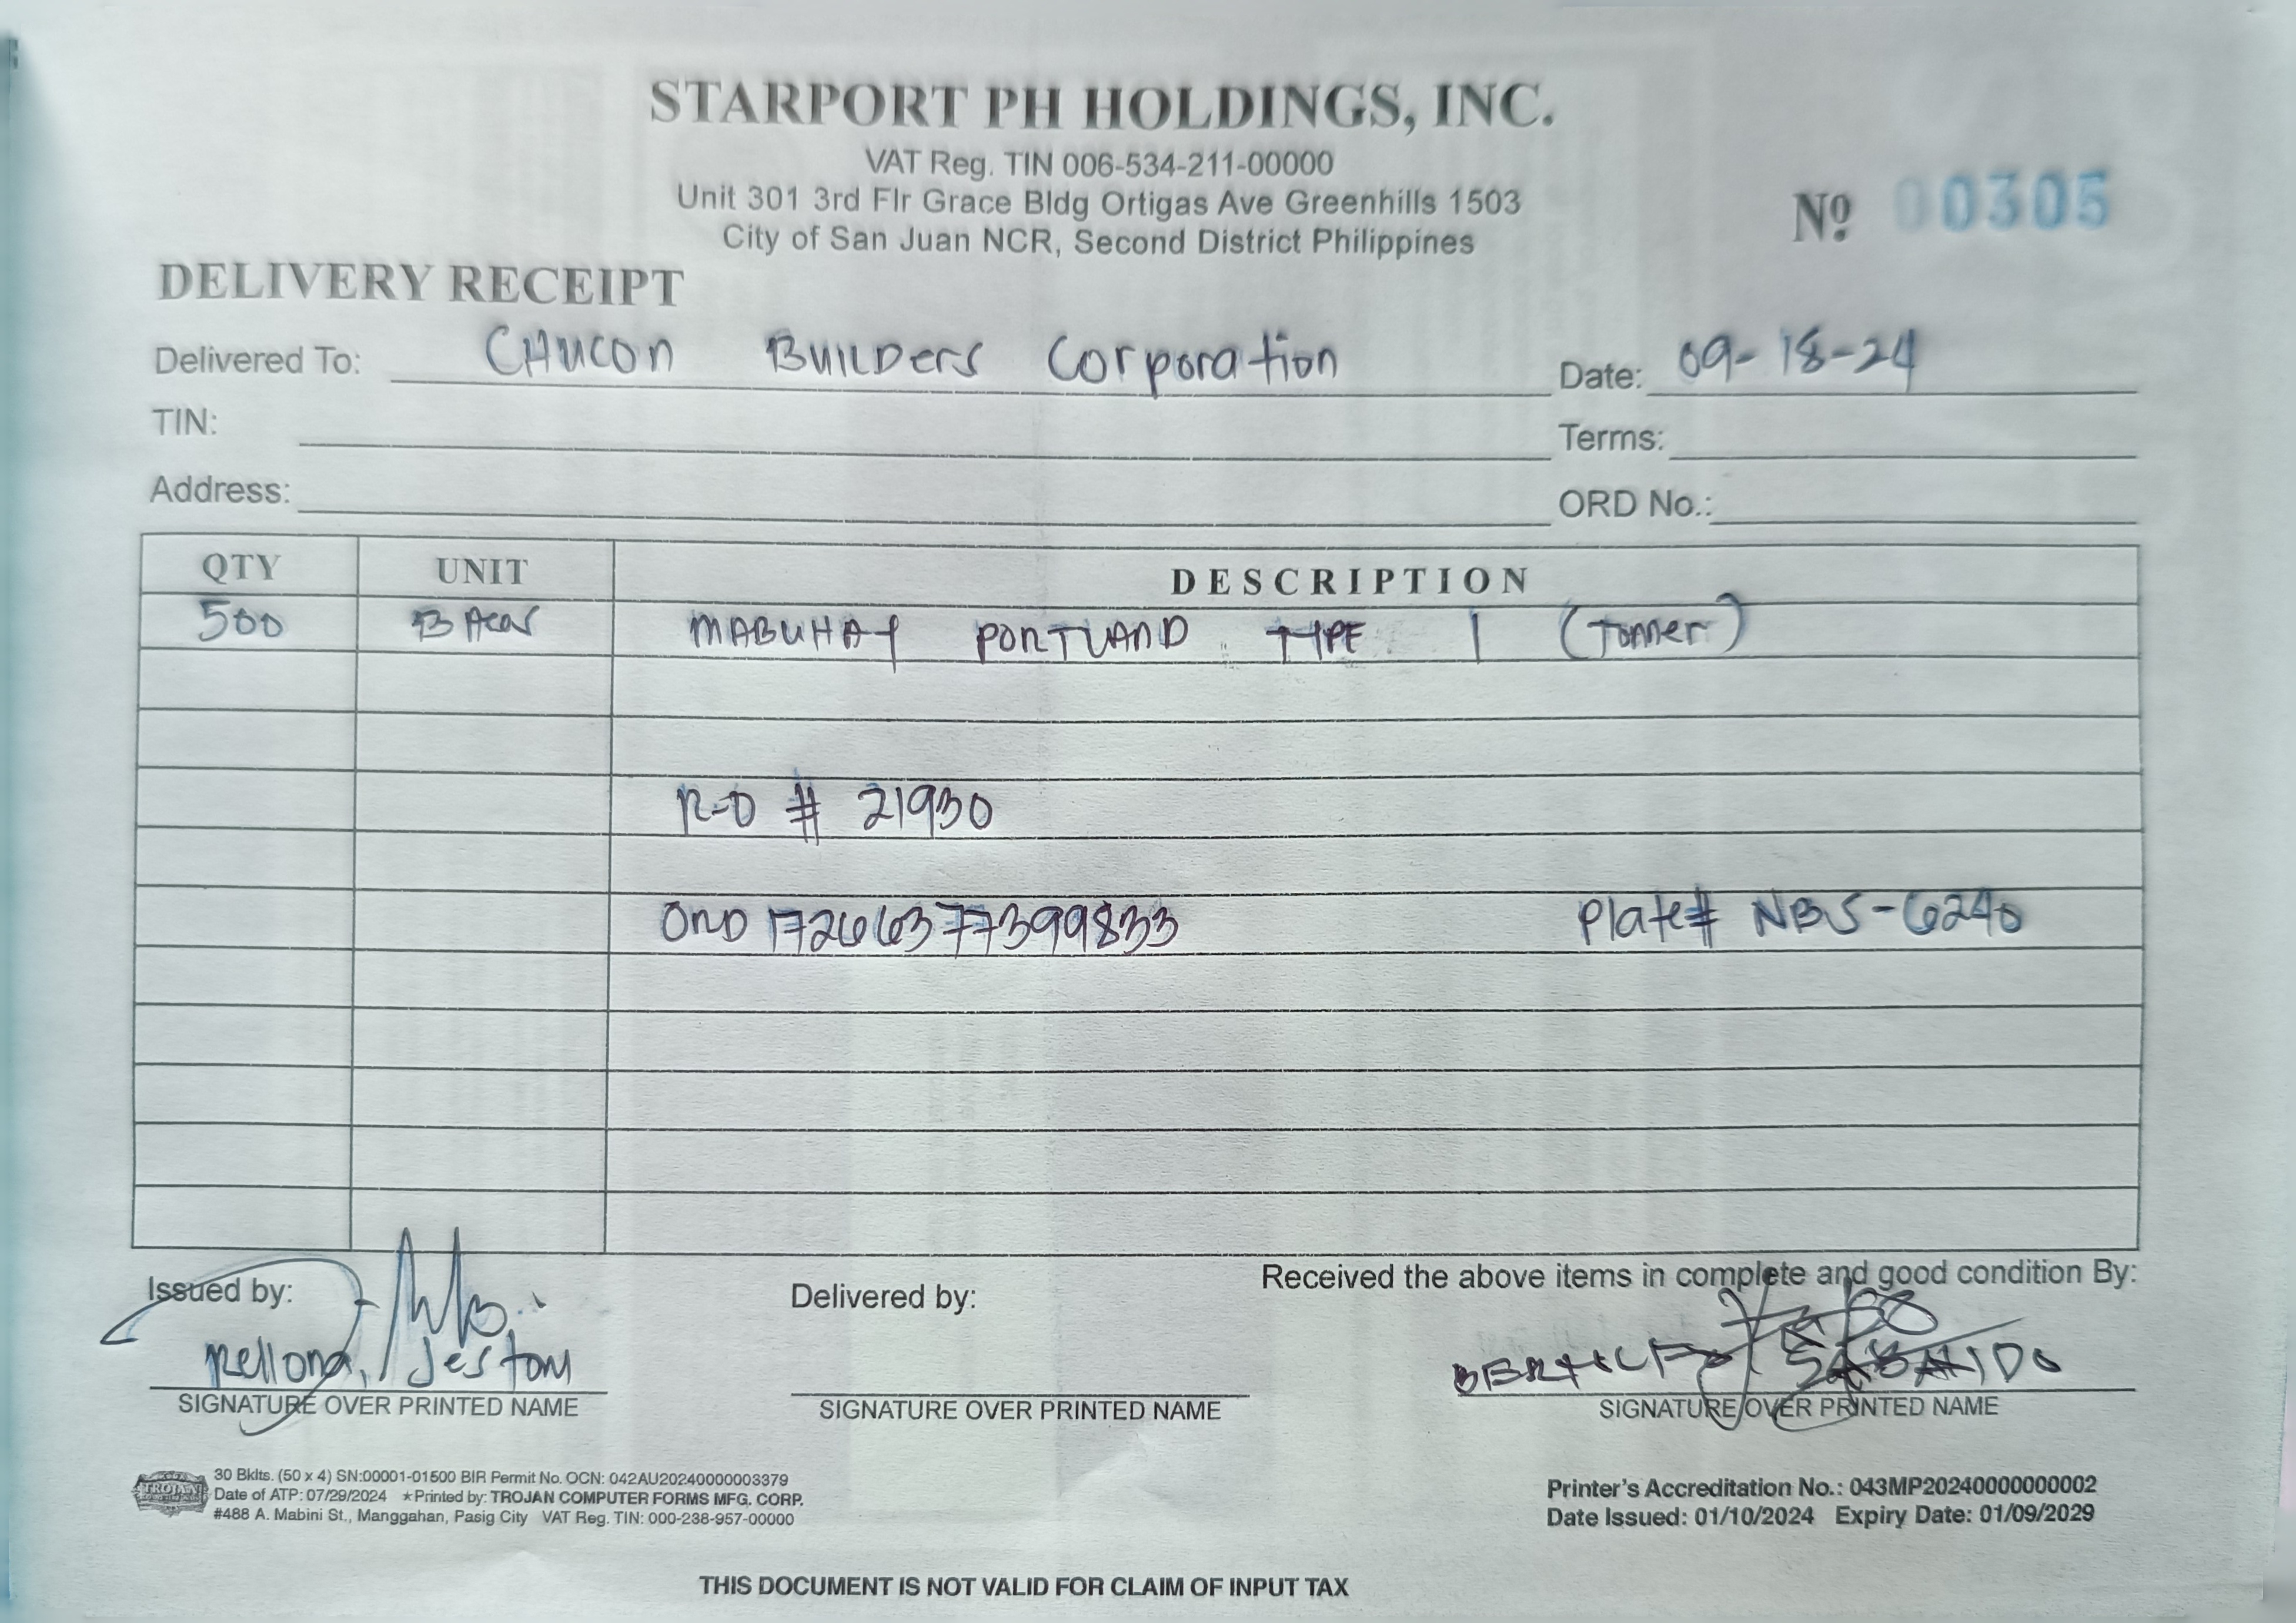 STARPORT PH HOLDINGS, INC.
VAT Reg. TIN 006-534-211-00000
Unit 301 3rd Flr Grace Bldg Ortigas Ave Greenhills 1503
City of San Juan NCR, Second District Philippines
Nº 00305
DELIVERY RECEIPT
Delivered To: CHUCON BUILDERS Corporation Date: 09-18-24
TIN: Terms:
Address: ORD No.:
QTY UNIT DESCRIPTION
500 BAGS MABUHAY PORTLAND TYPE 1 (Tonner)
R-O # 21930
ORD 17266377399833 Plate# NBS-6240
Issued by: Delivered by: Received the above items in complete and good condition By:
Rellona, Jestoni
SIGNATURE OVER PRINTED NAME SIGNATURE OVER PRINTED NAME SIGNATURE OVER PRINTED NAME
TROJAN
30 Bklts. (50 x 4) SN:00001-01500 BIR Permit No. OCN: 042AU20240000003379
Date of ATP: 07/29/2024 ★Printed by: TROJAN COMPUTER FORMS MFG. CORP.
#488 A. Mabini St., Manggahan, Pasig City VAT Reg. TIN: 000-238-957-00000
Printer's Accreditation No.: 043MP20240000000002
Date Issued: 01/10/2024 Expiry Date: 01/09/2029
THIS DOCUMENT IS NOT VALID FOR CLAIM OF INPUT TAX